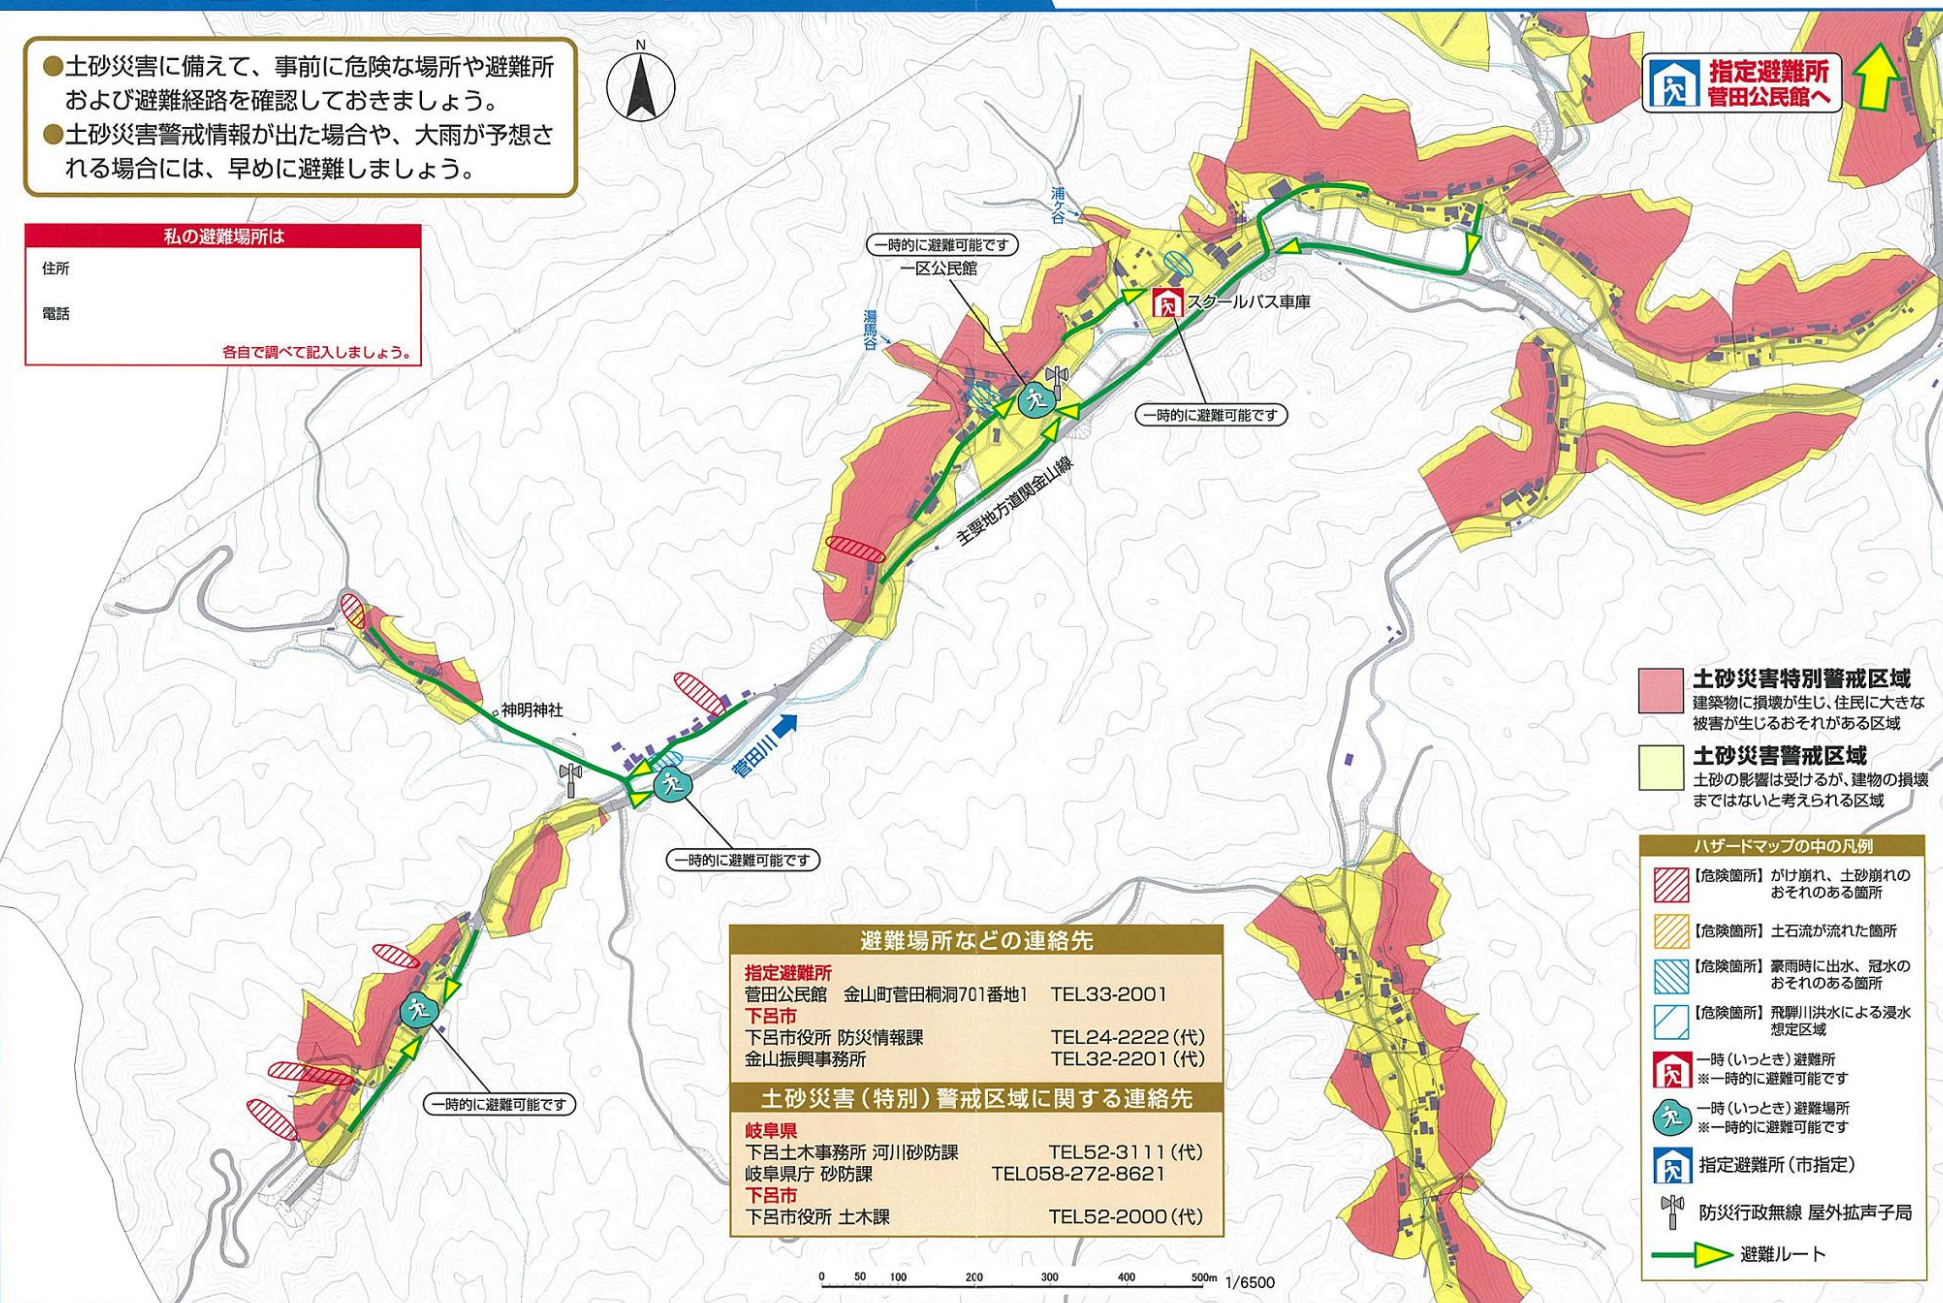 ●土砂災害に備えて、事前に危険な場所や避難所
および避難経路を確認しておきましょう。
●土砂災害警戒情報が出た場合や、大雨が予想さ
れる場合には、早めに避難しましょう。
N
指定避難所
菅田公民館へ
私の避難場所は
住所
電話
各自で調べて記入しましょう。
浦ケ谷
一時的に避難可能です
一区公民館
湯馬谷
スクールバス車庫
一時的に避難可能です
主要地方道関金山線
神明神社
菅田川
一時的に避難可能です
一時的に避難可能です
土砂災害特別警戒区域
建築物に損壊が生じ、住民に大きな
被害が生じるおそれがある区域
土砂災害警戒区域
土砂の影響は受けるが、建物の損壊
まではないと考えられる区域
ハザードマップの中の凡例
【危険箇所】がけ崩れ、土砂崩れの
おそれのある箇所
【危険箇所】土石流が流れた箇所
【危険箇所】豪雨時に出水、冠水の
おそれのある箇所
【危険箇所】飛騨川洪水による浸水
想定区域
一時(いっとき)避難所
※一時的に避難可能です
一時(いっとき)避難場所
※一時的に避難可能です
指定避難所(市指定)
防災行政無線 屋外拡声子局
避難ルート
避難場所などの連絡先
指定避難所
菅田公民館 金山町菅田桐洞701番地1 TEL33-2001
下呂市
下呂市役所 防災情報課 TEL24-2222(代)
金山振興事務所 TEL32-2201(代)
土砂災害(特別)警戒区域に関する連絡先
岐阜県
下呂土木事務所 河川砂防課 TEL52-3111(代)
岐阜県庁 砂防課 TEL058-272-8621
下呂市
下呂市役所 土木課 TEL52-2000(代)
0 50 100 200 300 400 500m 1/6500